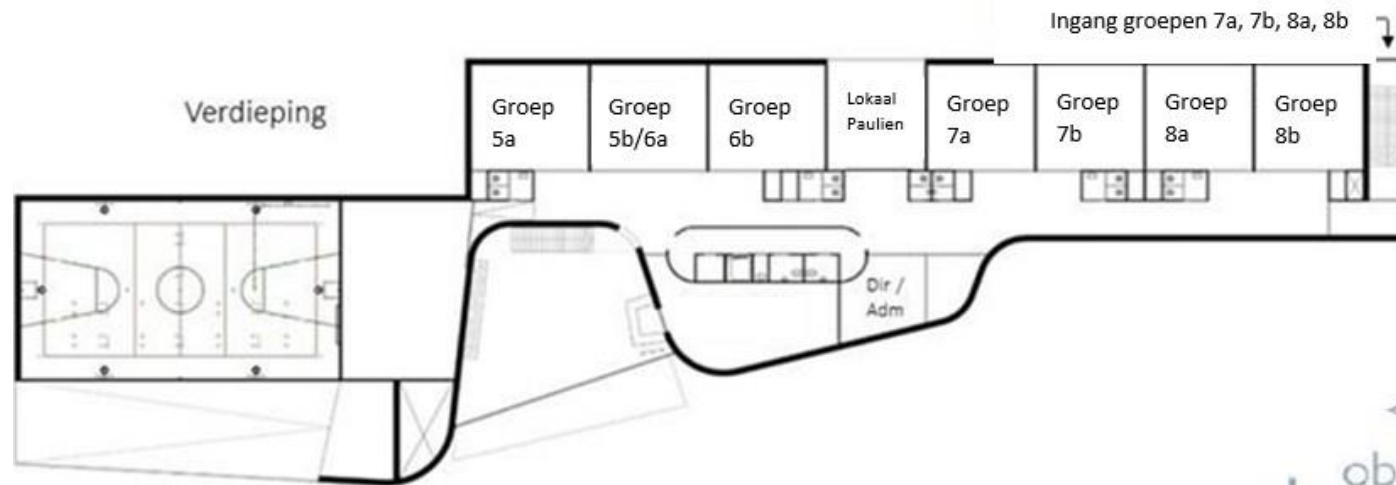 Ingang groepen 7a, 7b, 8a, 8b
Verdieping
Groep
5a
Groep
5b/6a
Groep
6b
Lokaal
Paulien
Groep
7a
Groep
7b
Groep
8a
Groep
8b
Dir /
Adm